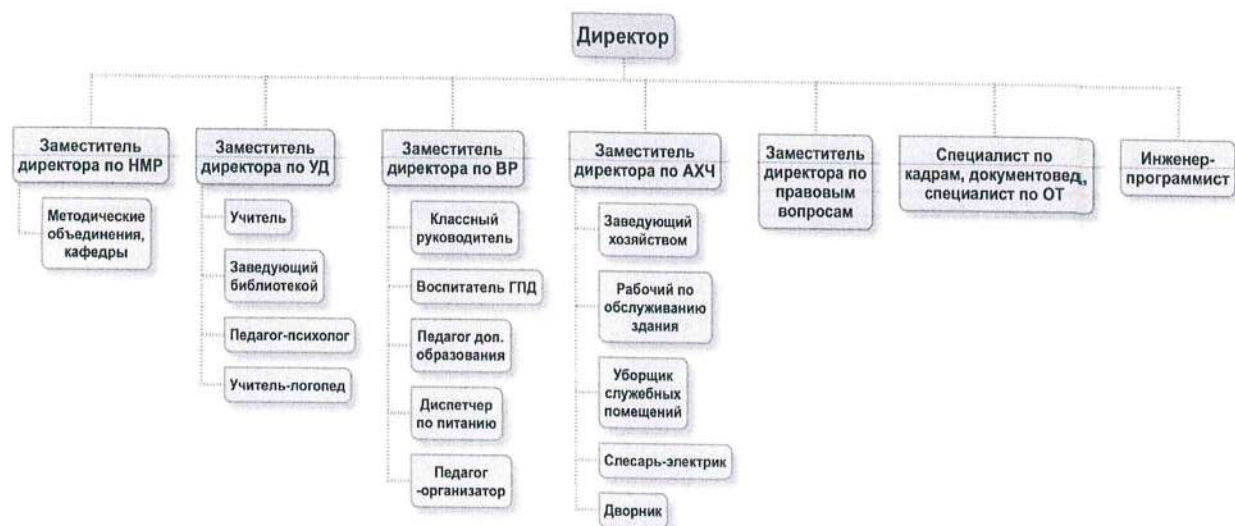 Директор
Заместитель
директора по НМР
Методические
объединения,
кафедры
Заместитель
директора по УД
Учитель
Заведующий
библиотекой
Педагог-психолог
Учитель-логопед
Заместитель
директора по ВР
Классный
руководитель
Воспитатель ГПД
Педагог доп.
образования
Диспетчер
по питанию
Педагог
-организатор
Заместитель
директора по АХЧ
Заведующий
хозяйством
Рабочий по
обслуживанию
здания
Уборщик
служебных
помещений
Слесарь-электрик
Дворник
Заместитель
директора по
правовым
вопросам
Специалист по
кадрам, документовед,
специалист по ОТ
Инженер-
программист